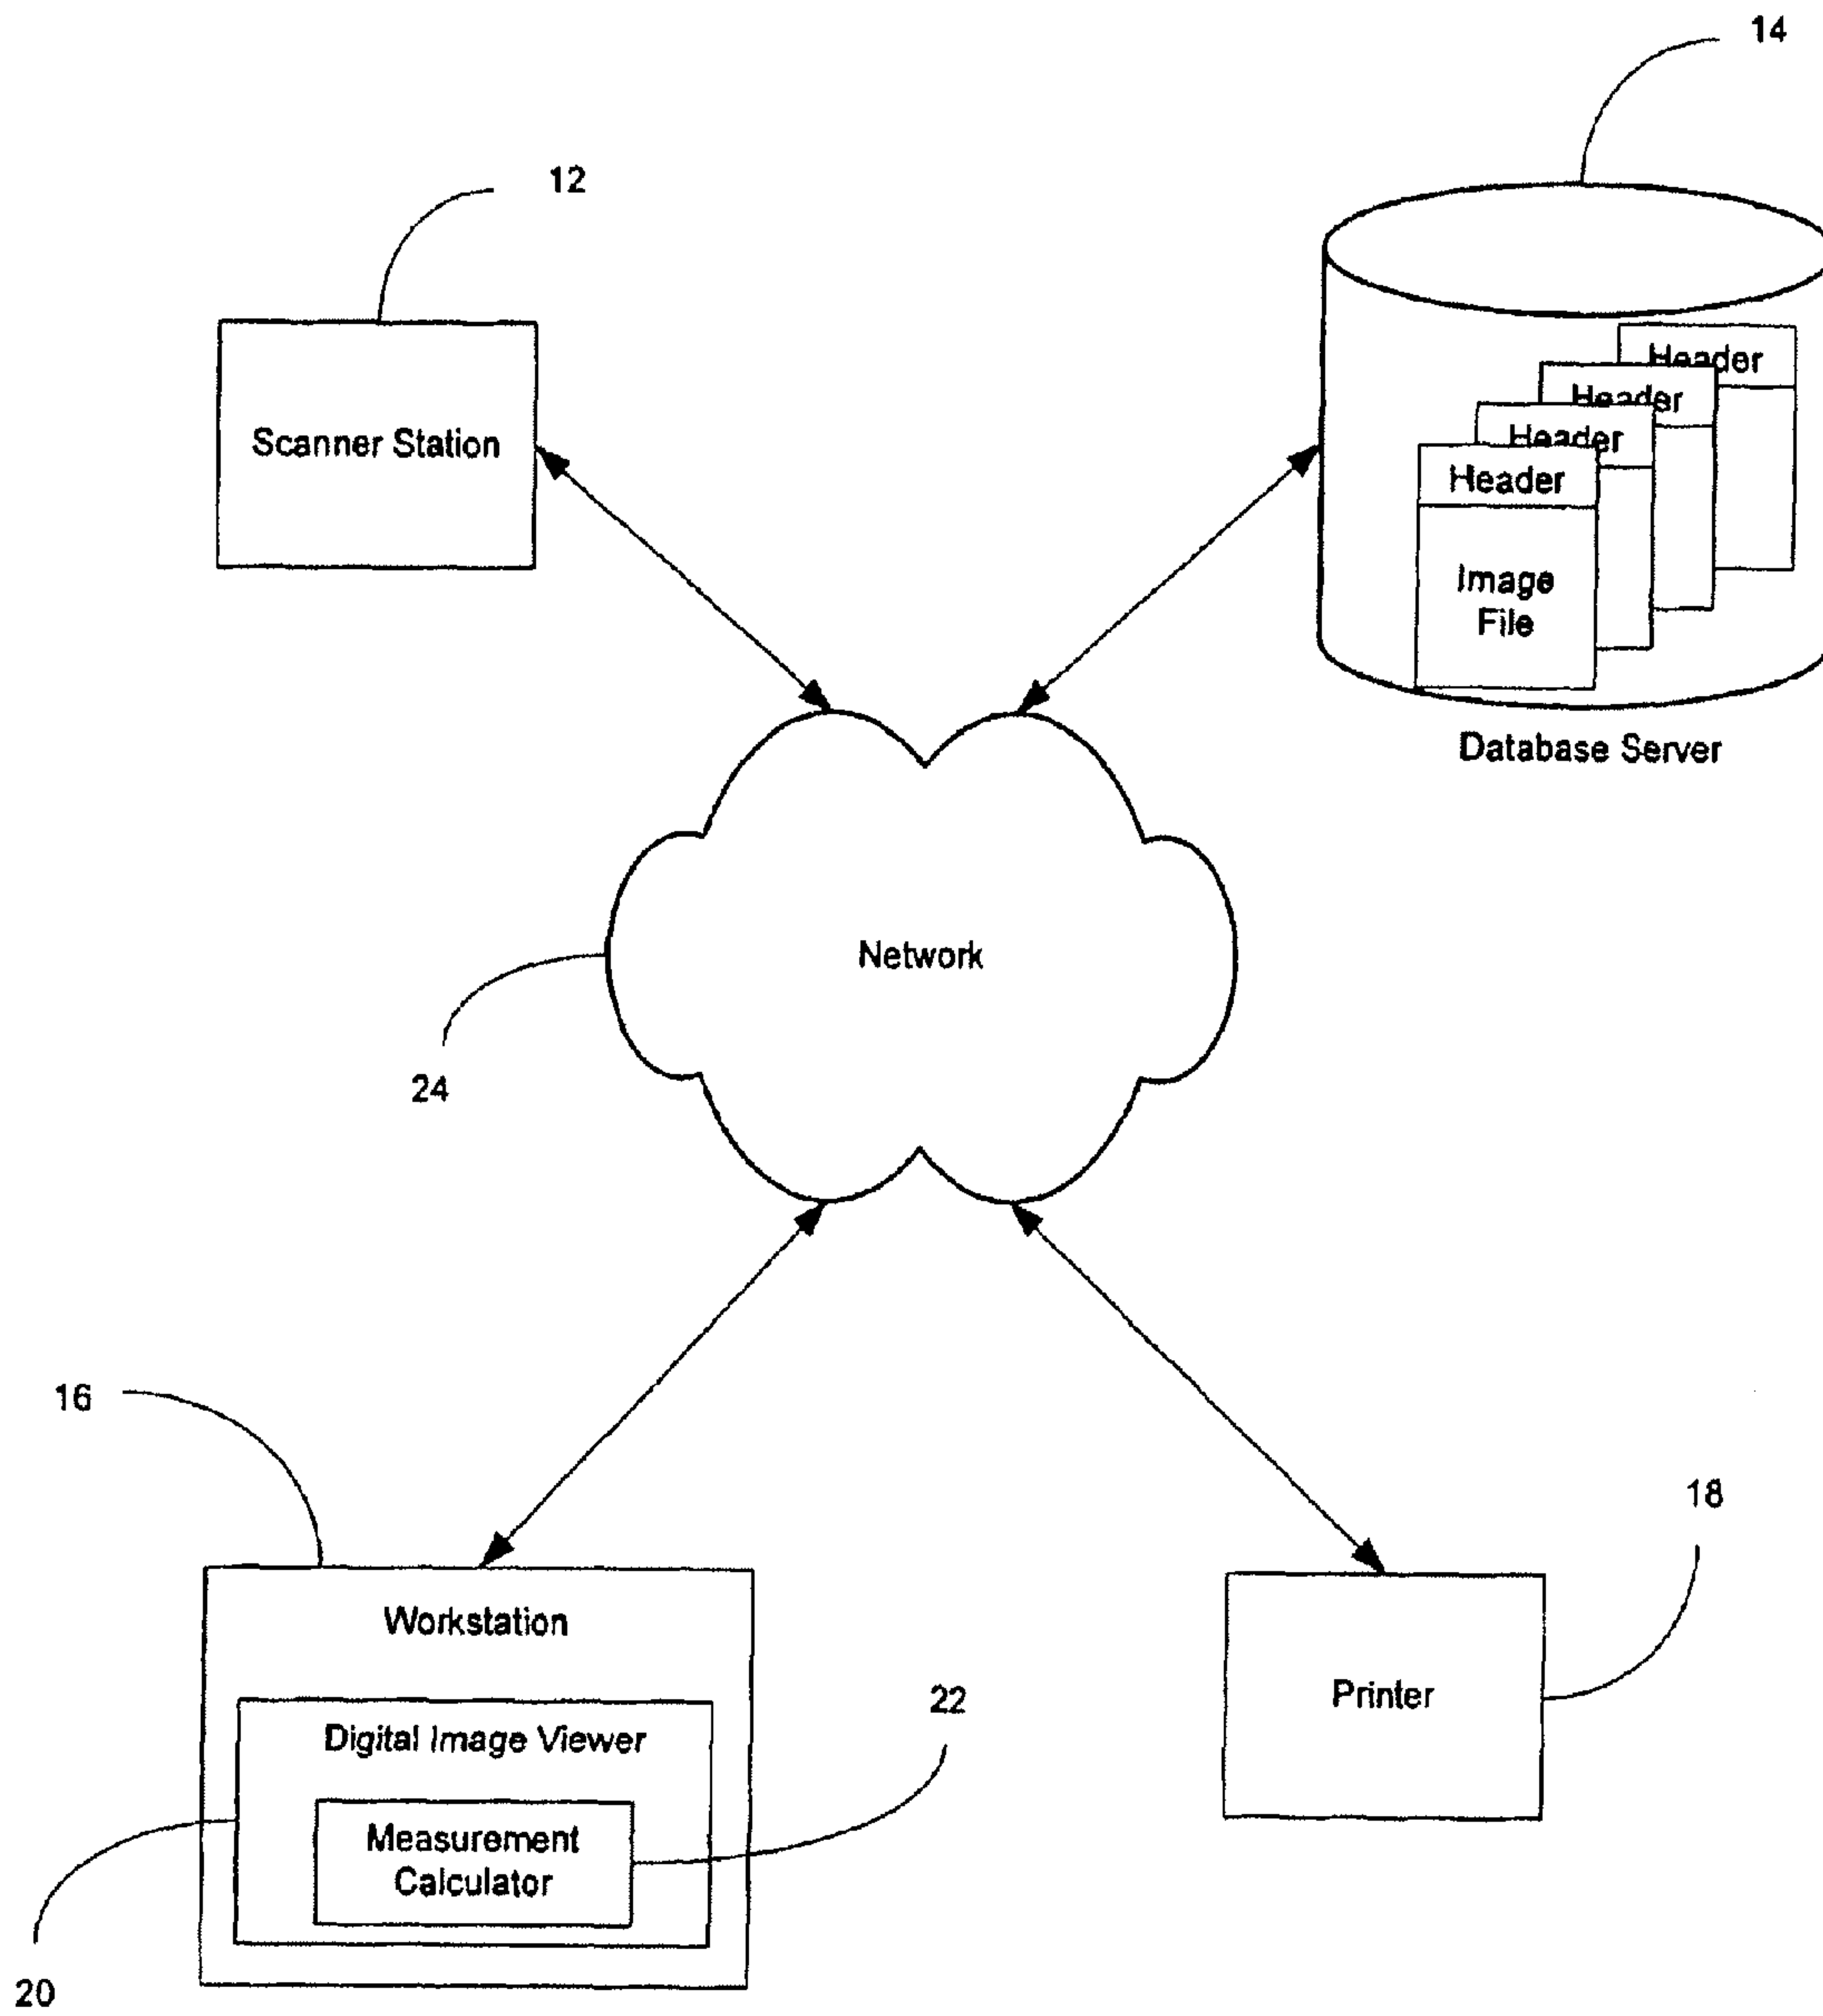 14
12
Scanner Station
Header
Header
Header
Header
Image
File
Database Server
Network
24
16
18
Workstation
Printer
22
Digital Image Viewer
Measurement
Calculator
20